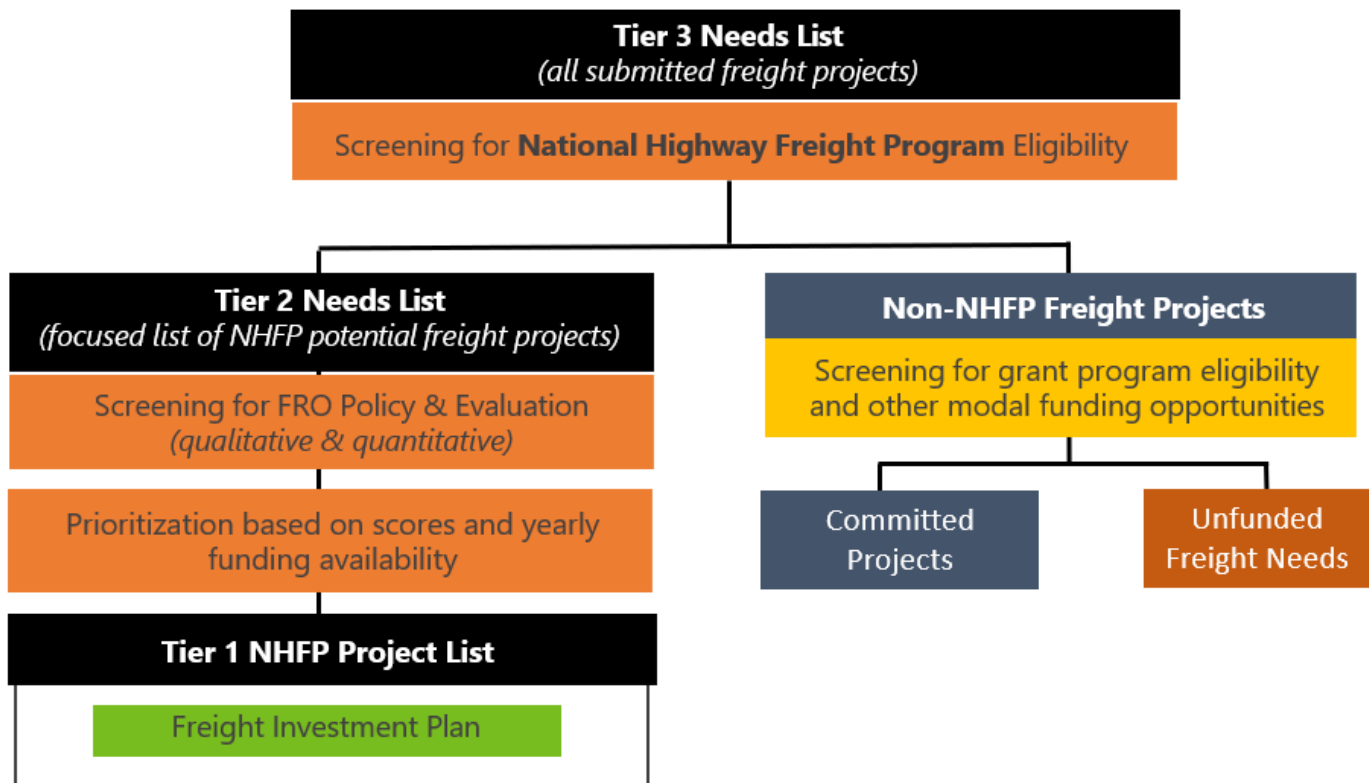 Tier 3 Needs List
(all submitted freight projects)
Screening for National Highway Freight Program Eligibility
Tier 2 Needs List
(focused list of NHFP potential freight projects)
Screening for FRO Policy & Evaluation
(qualitative & quantitative)
Prioritization based on scores and yearly
funding availability
Tier 1 NHFP Project List
Freight Investment Plan
Non-NHFP Freight Projects
Screening for grant program eligibility
and other modal funding opportunities
Committed
Projects
Unfunded
Freight Needs